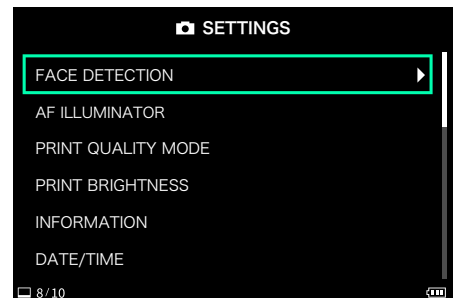 SETTINGS
FACE DETECTION
AF ILLUMINATOR
PRINT QUALITY MODE
PRINT BRIGHTNESS
INFORMATION
DATE/TIME
8/10